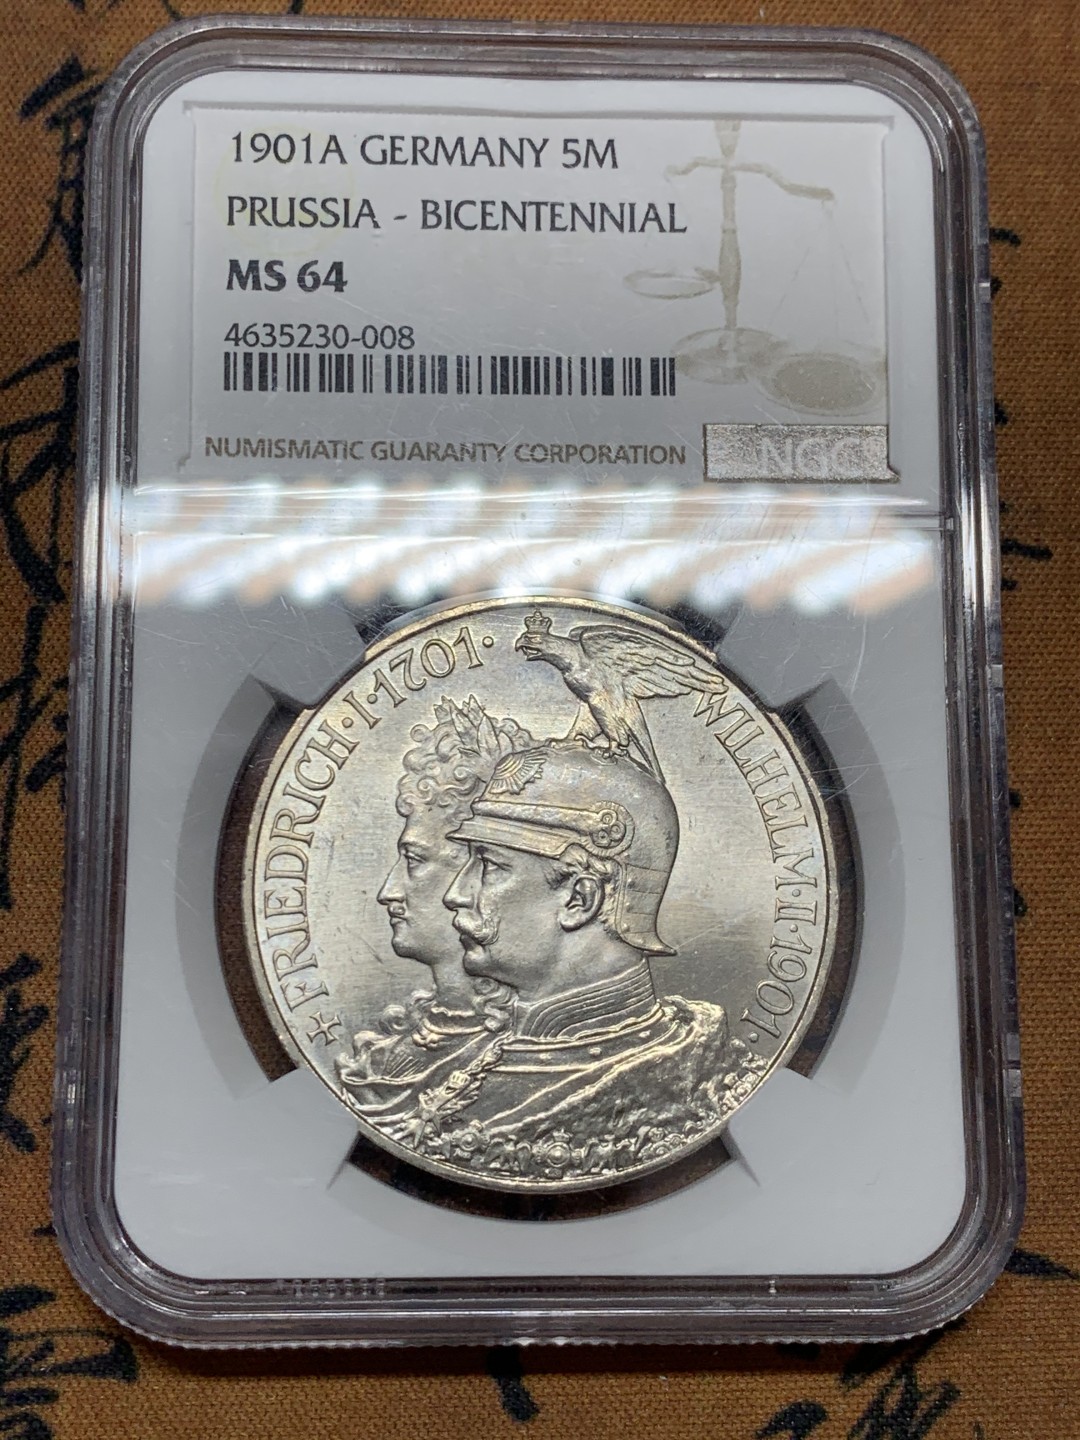 1901A GERMANY 5M
PRUSSIA - BICENTENNIAL
MS 64
4635230-008
NUMISMATIC GUARANTY CORPORATION
NGC
FRIEDRICH·I·1701·
WILHELM·II·1901·